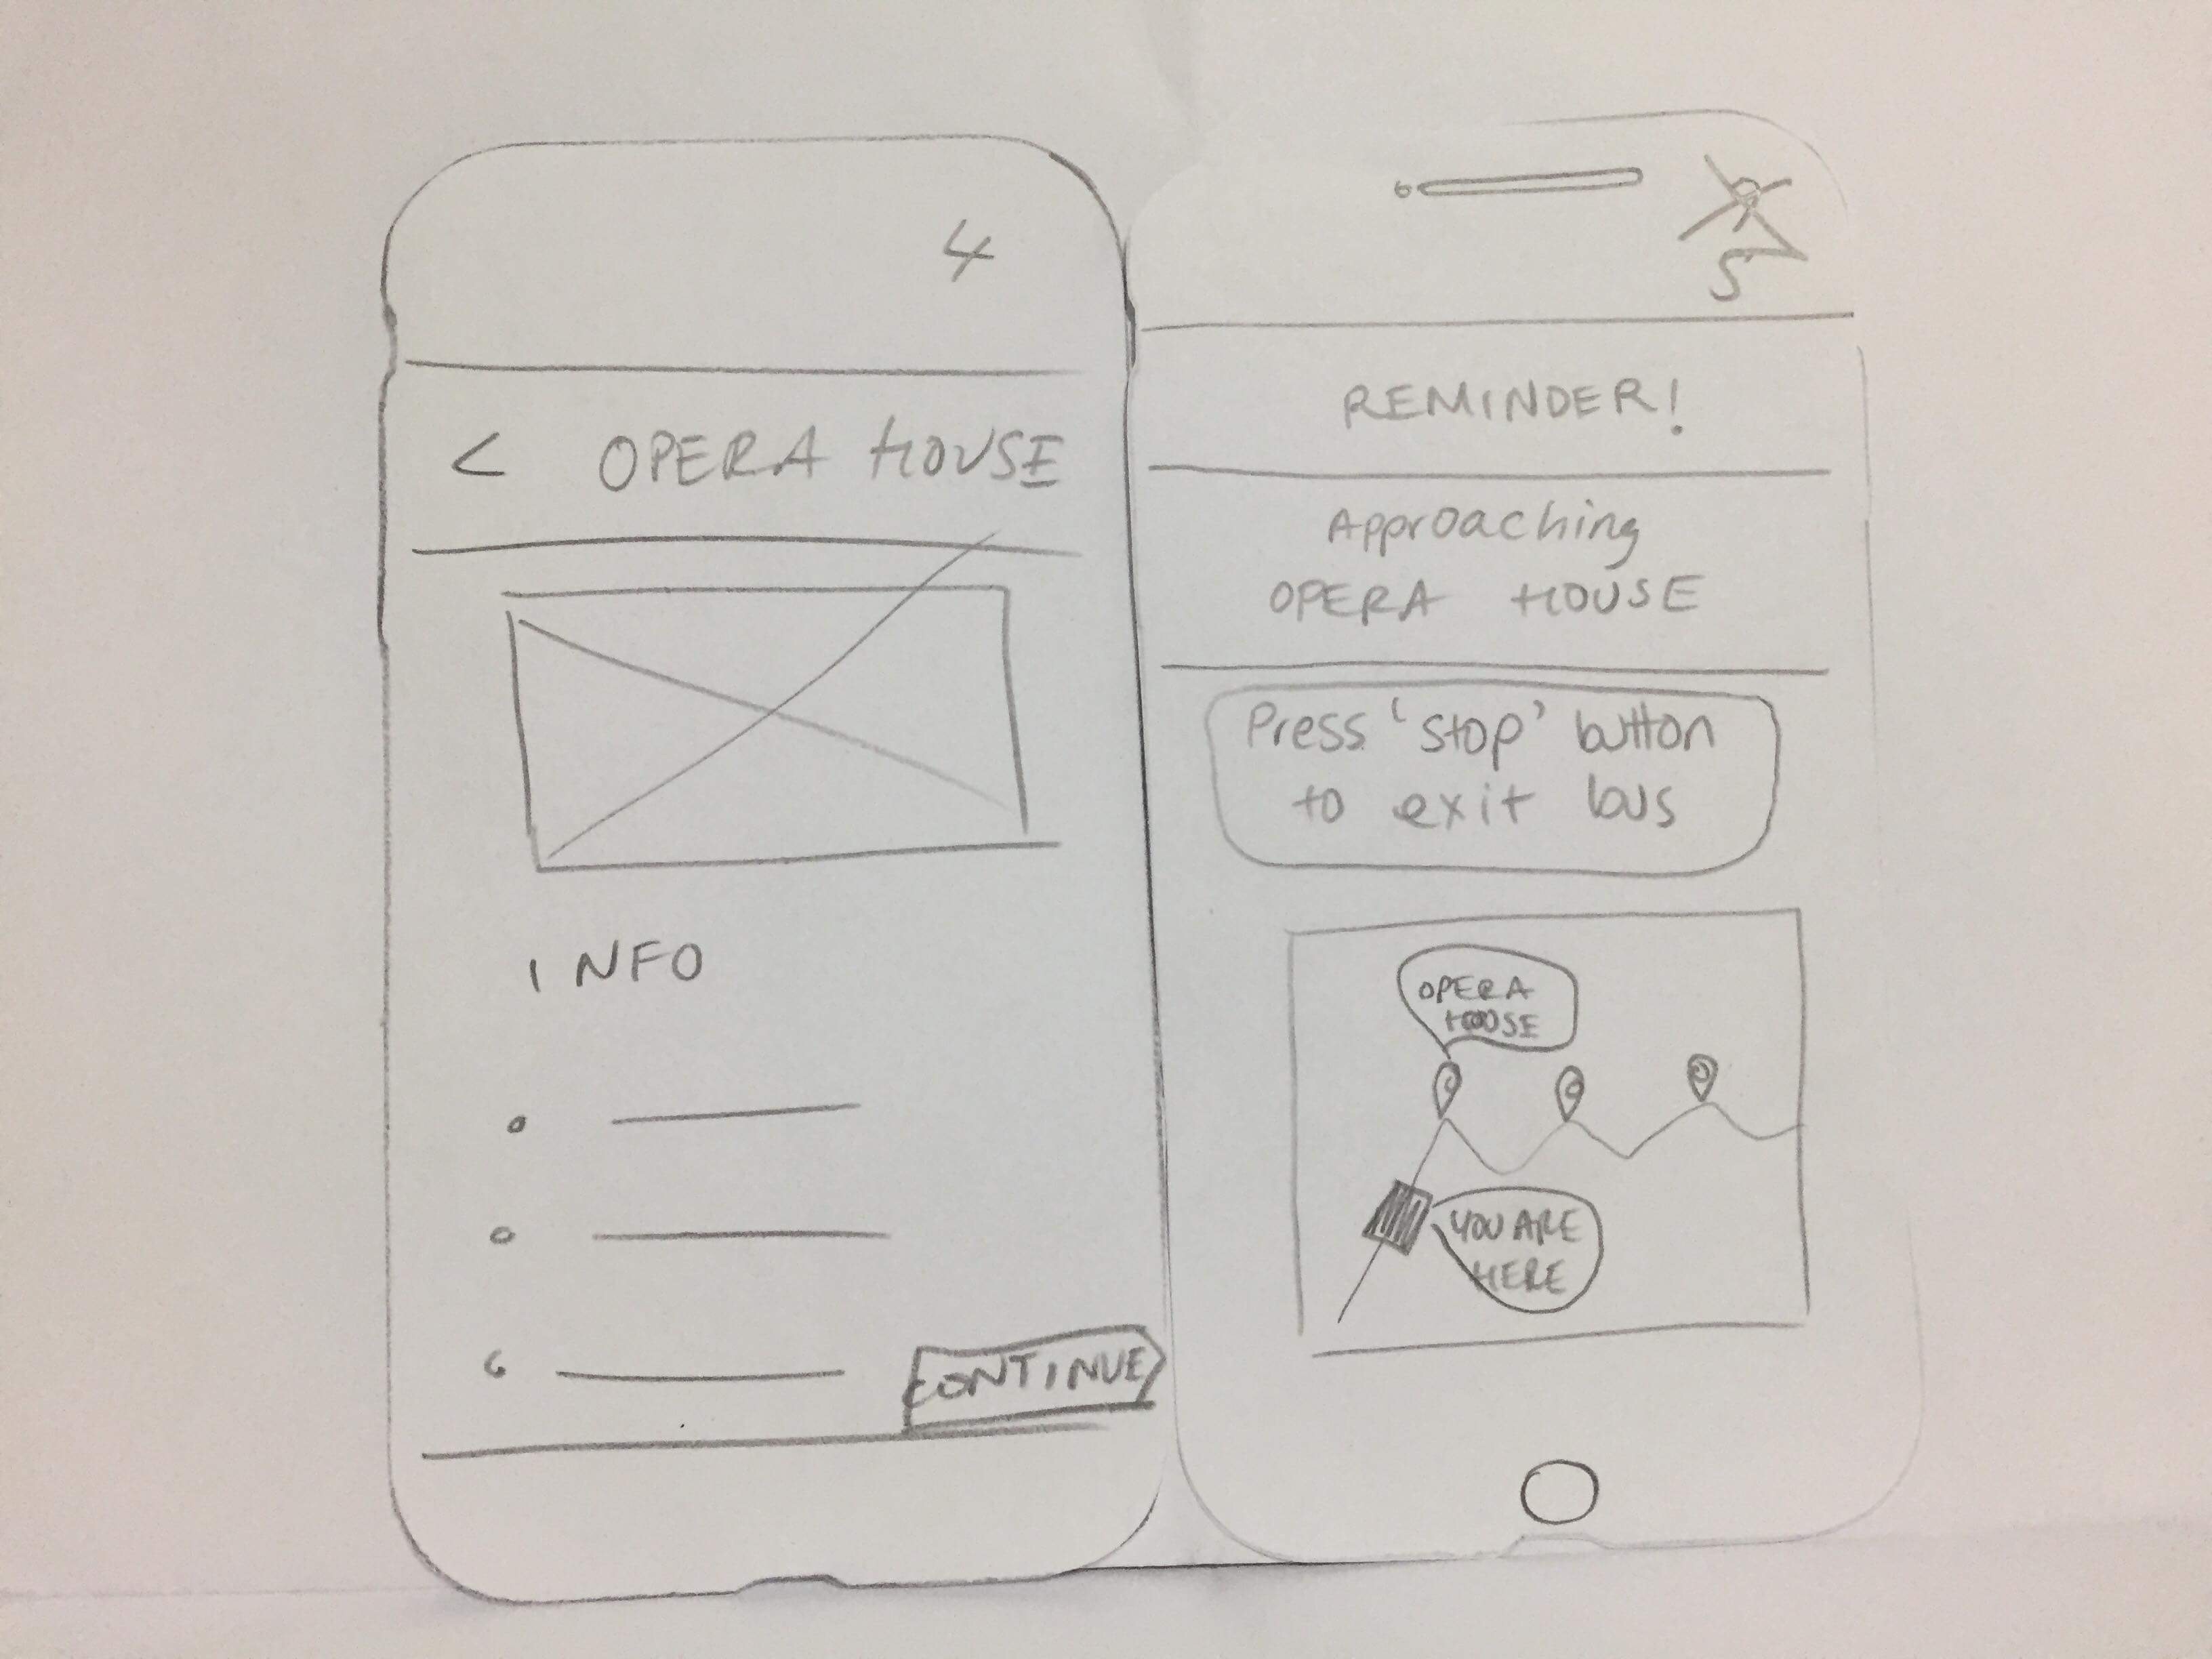 4
< OPERA HOUSE
INFO
CONTINUE
5
REMINDER!
Approaching
OPERA HOUSE
Press 'stop' button
to exit bus
OPERA
HOUSE
YOU ARE
HERE